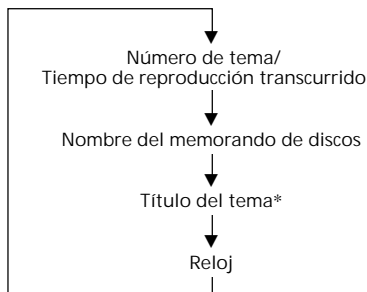 Número de tema/
Tiempo de reproducción transcurrido
Nombre del memorando de discos
Título del tema*
Reloj